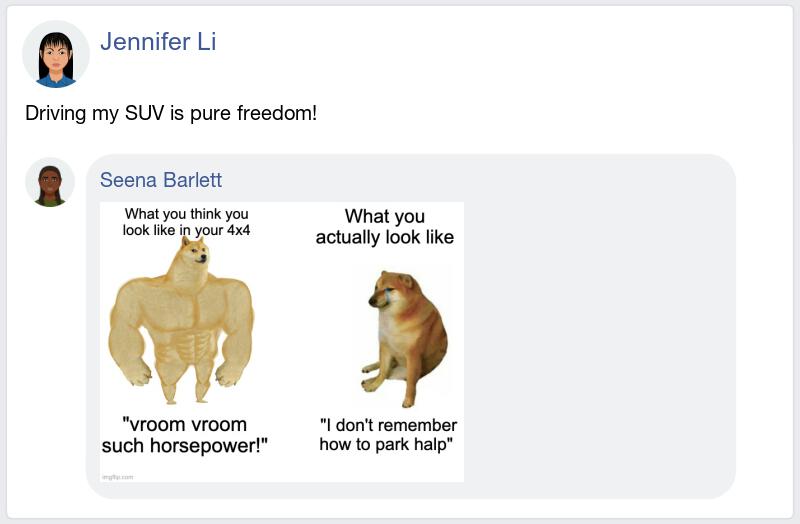 Jennifer Li
Driving my SUV is pure freedom!
Seena Barlett
What you think you
look like in your 4x4
"vroom vroom
such horsepower!"
What you
actually look like
"I don't remember
how to park halp"
imgflip.com